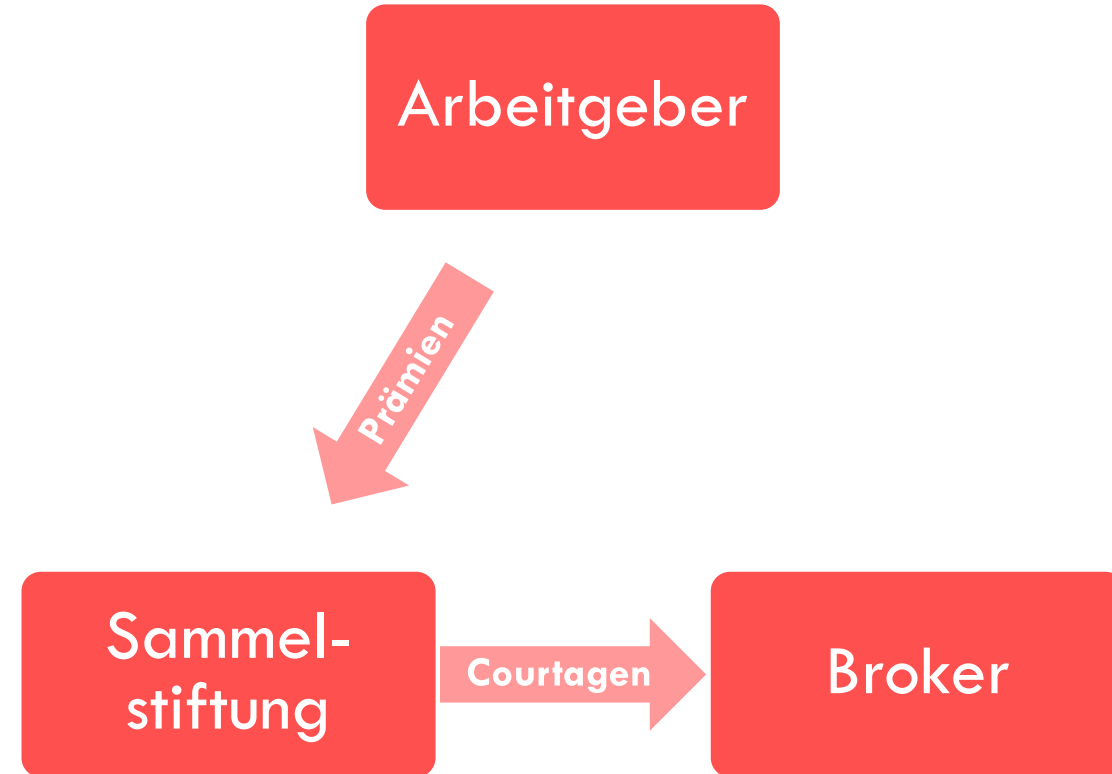 Arbeitgeber
Prämien
Sammel-
stiftung
Courtagen
Broker